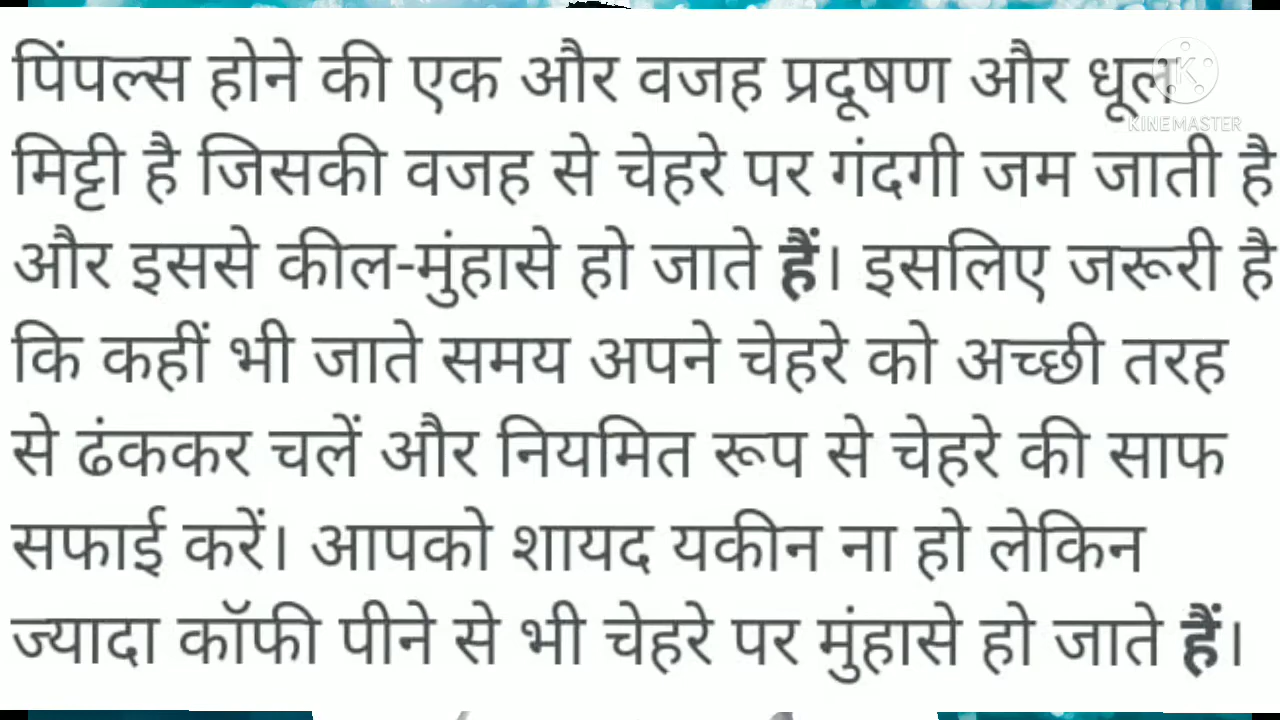 पिंपल्स होने की एक और वजह प्रदूषण और धूल
KINEMASTER
मिट्टी है जिसकी वजह से चेहरे पर गंदगी जम जाती है
और इससे कील-मुंहासे हो जाते हैं। इसलिए जरूरी है
कि कहीं भी जाते समय अपने चेहरे को अच्छी तरह
से ढंककर चलें और नियमित रूप से चेहरे की साफ
सफाई करें। आपको शायद यकीन ना हो लेकिन
ज्यादा कॉफी पीने से भी चेहरे पर मुंहासे हो जाते हैं।